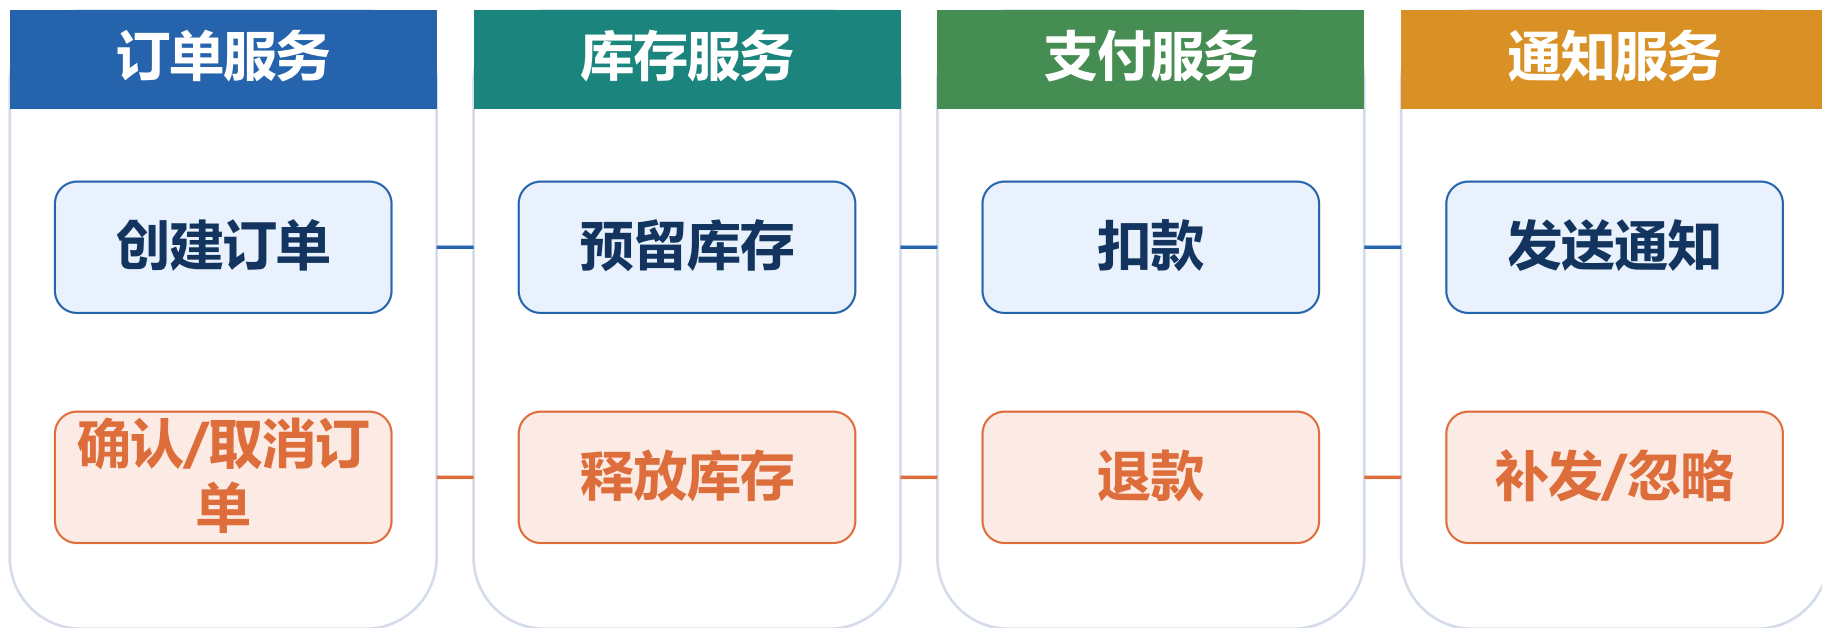 订单服务
库存服务
支付服务
通知服务
创建订单
预留库存
扣款
发送通知
确认/取消订
单
释放库存
退款
补发/忽略